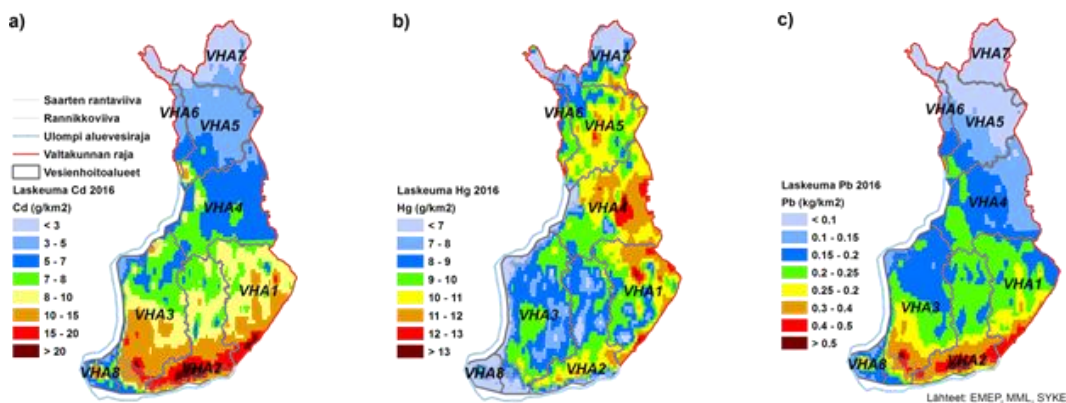 a)
VHA7
VHA6
VHA5
VHA4
VHA3
VHA1
VHA2
VHA8
Saarten rantaviiva
Rannikkoviiva
Ulompi aluevesiraja
Valtakunnan raja
Vesienhoitoalueet
Laskeuma Cd 2016
Cd (g/km2)
< 3
3 - 5
5 - 7
7 - 8
8 - 10
10 - 15
15 - 20
> 20
b)
VHA7
VHA6
VHA5
VHA4
VHA3
VHA1
VHA2
VHA8
Laskeuma Hg 2016
Hg (g/km2)
< 7
7 - 8
8 - 9
9 - 10
10 - 11
11 - 12
12 - 13
> 13
c)
VHA7
VHA6
VHA5
VHA4
VHA3
VHA1
VHA2
VHA8
Laskeuma Pb 2016
Pb (kg/km2)
< 0.1
0.1 - 0.15
0.15 - 0.2
0.2 - 0.25
0.25 - 0.2
0.3 - 0.4
0.4 - 0.5
> 0.5
Lähteet: EMEP, MML, SYKE